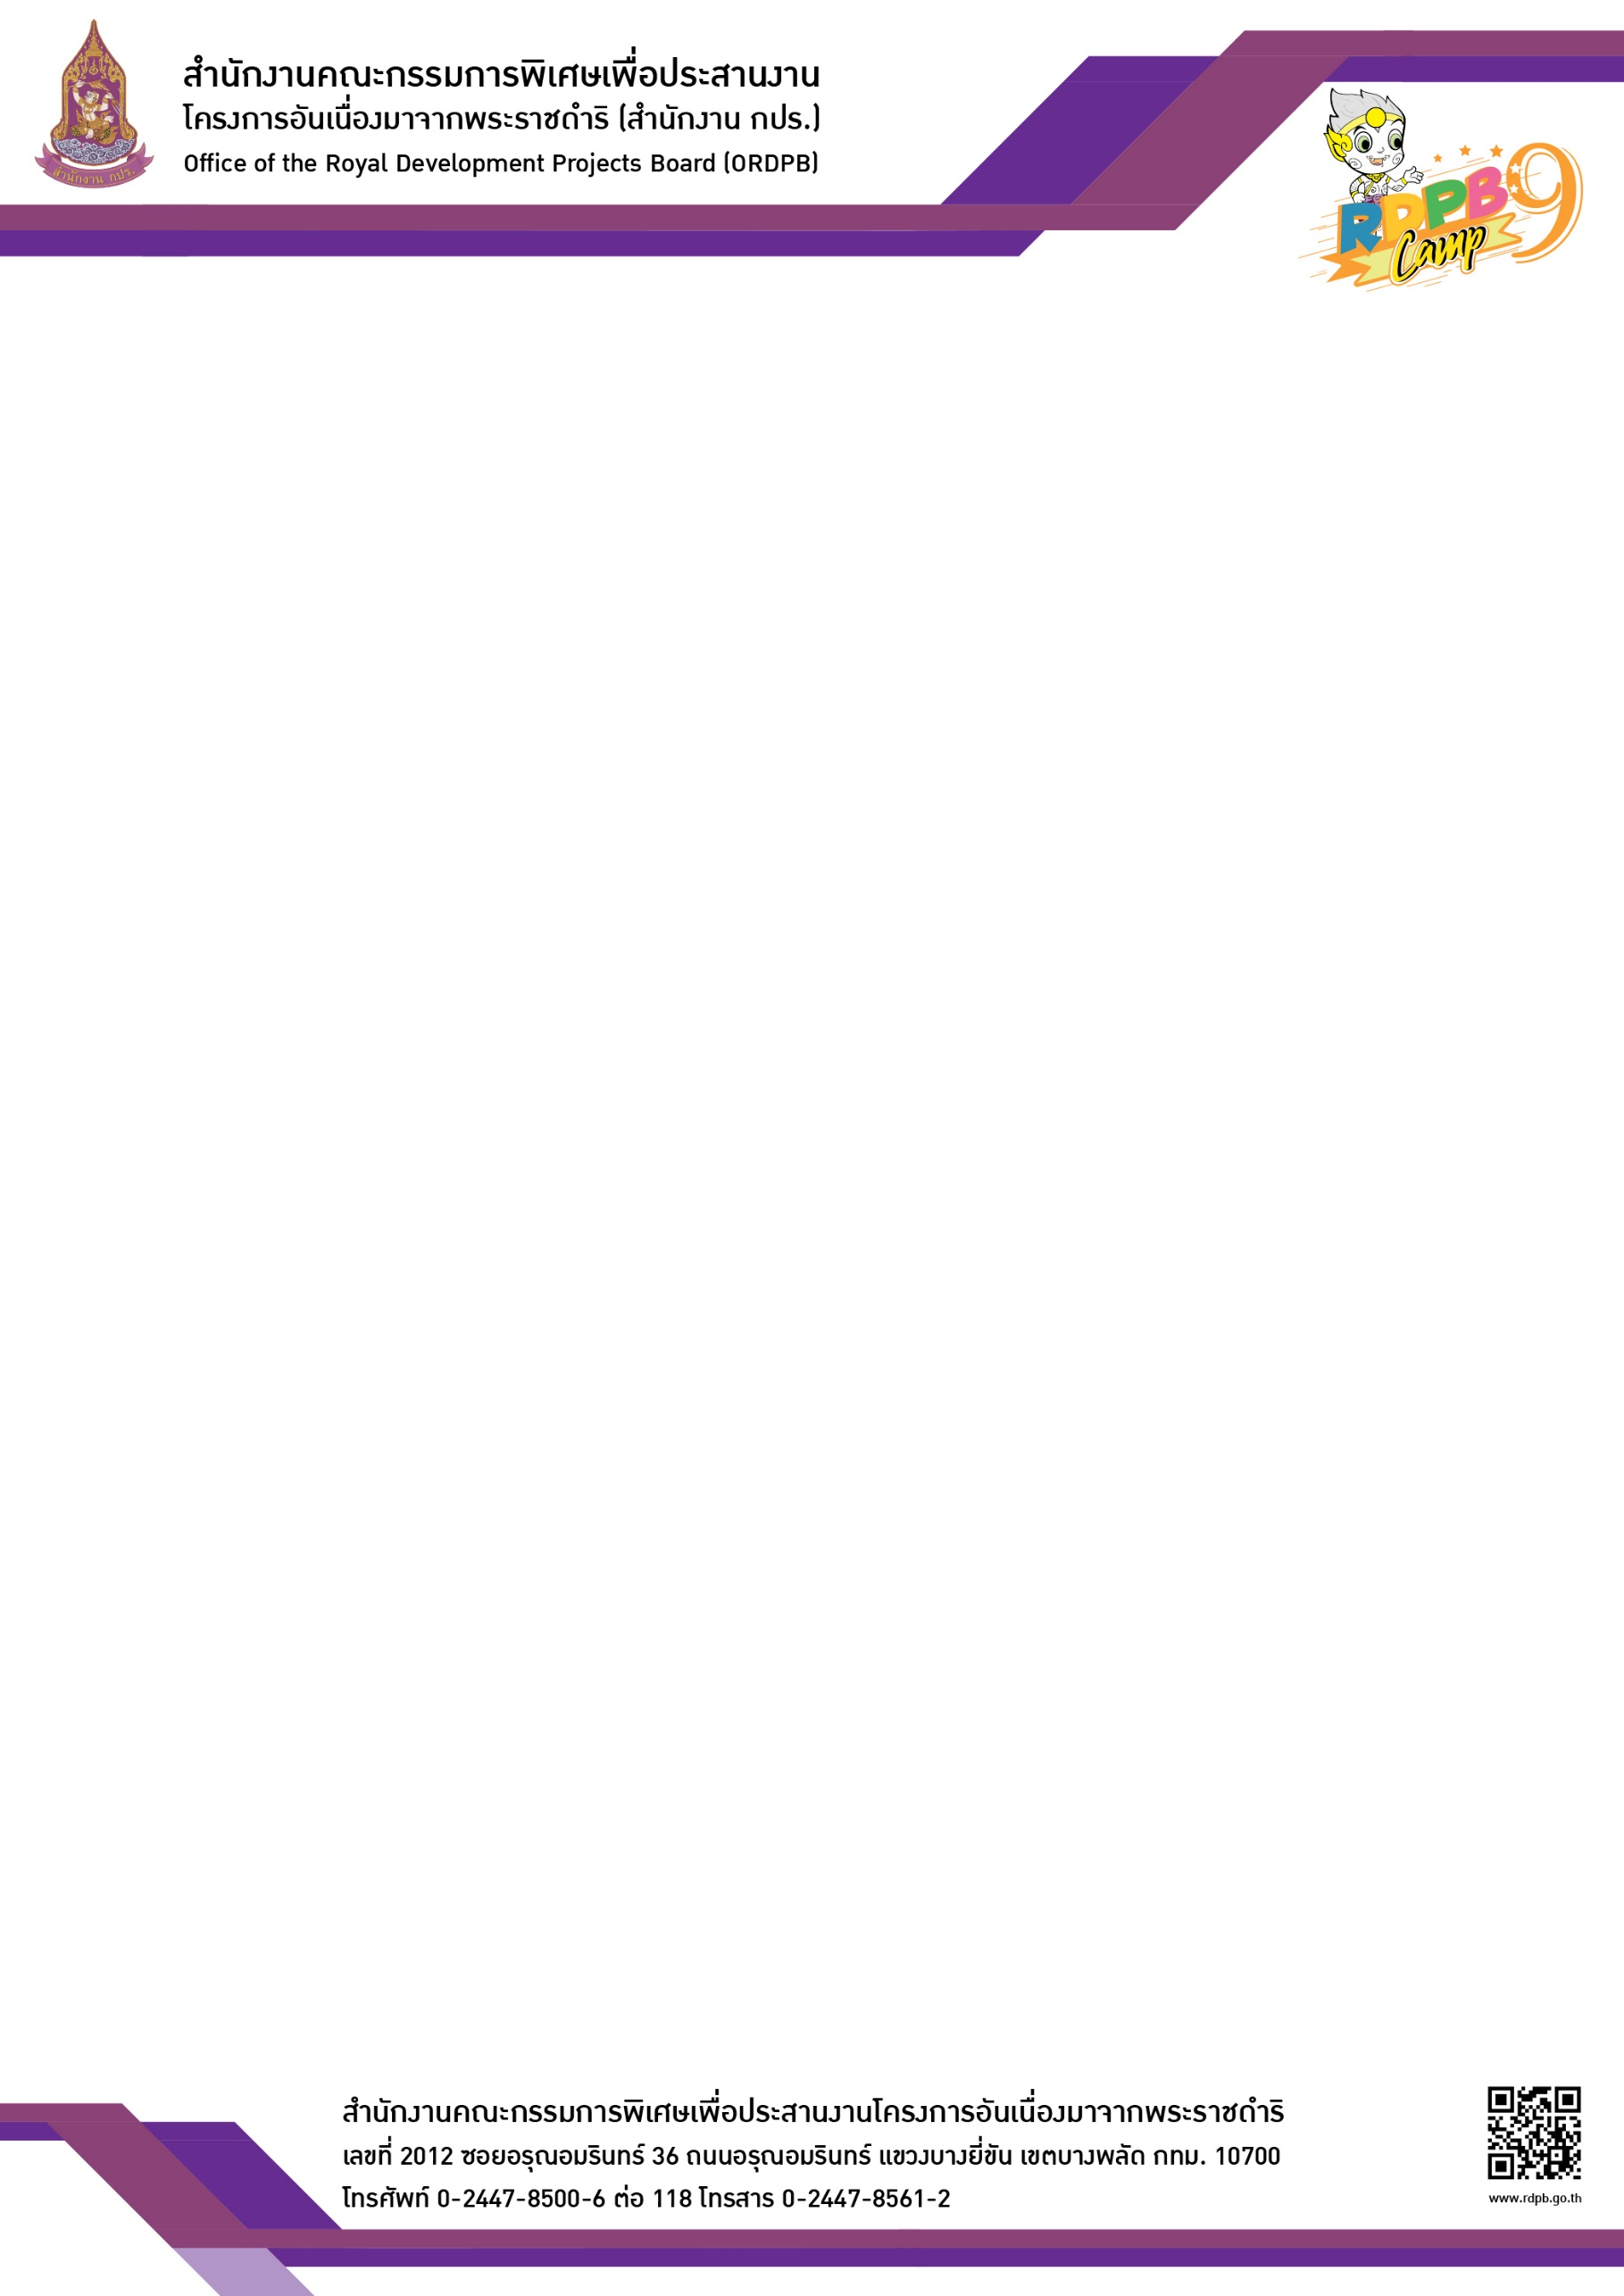 สำนักงานคณะกรรมการพิเศษเพื่อประสานงาน
โครงการอันเนื่องมาจากพระราชดำริ (สำนักงาน กปร.)
Office of the Royal Development Projects Board (ORDPB)
สำนักงาน กปร.
RDPB 9
Camp
สำนักงานคณะกรรมการพิเศษเพื่อประสานงานโครงการอันเนื่องมาจากพระราชดำริ
เลขที่ 2012 ซอยอรุณอมรินทร์ 36 ถนนอรุณอมรินทร์ แขวงบางยี่ขัน เขตบางพลัด กทม. 10700
โทรศัพท์ 0-2447-8500-6 ต่อ 118 โทรสาร 0-2447-8561-2
www.rdpb.go.th